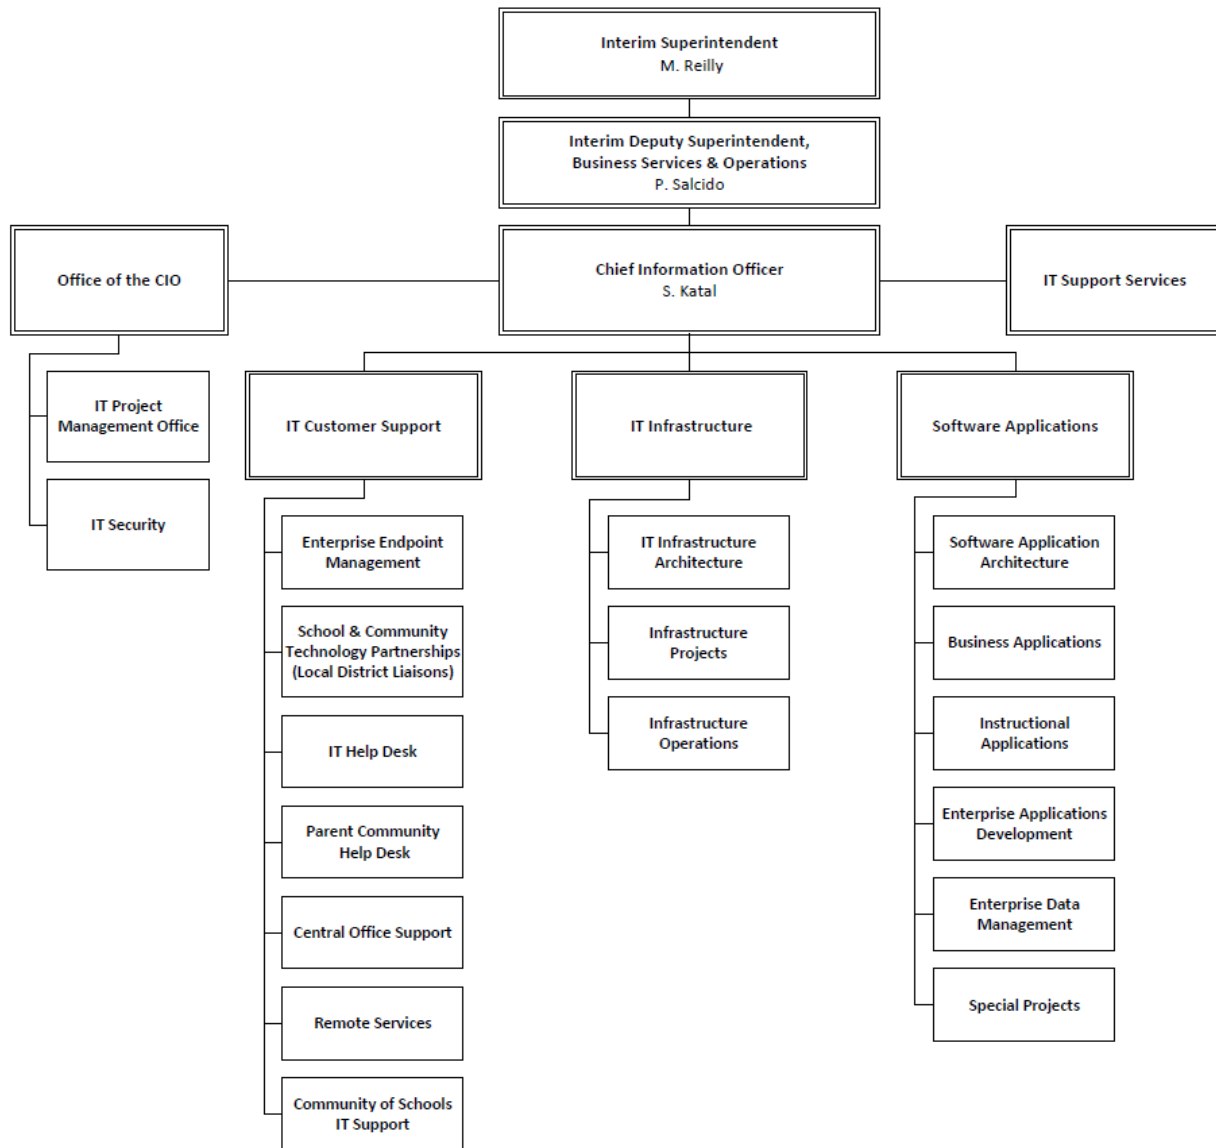 Interim Superintendent
M. Reilly
Interim Deputy Superintendent,
Business Services & Operations
P. Salcido
Office of the CIO
Chief Information Officer
S. Katal
IT Support Services
IT Project
Management Office
IT Security
IT Customer Support
Enterprise Endpoint
Management
School & Community
Technology Partnerships
(Local District Liaisons)
IT Help Desk
Parent Community
Help Desk
Central Office Support
Remote Services
Community of Schools
IT Support
IT Infrastructure
IT Infrastructure
Architecture
Infrastructure
Projects
Infrastructure
Operations
Software Applications
Software Application
Architecture
Business Applications
Instructional
Applications
Enterprise Applications
Development
Enterprise Data
Management
Special Projects